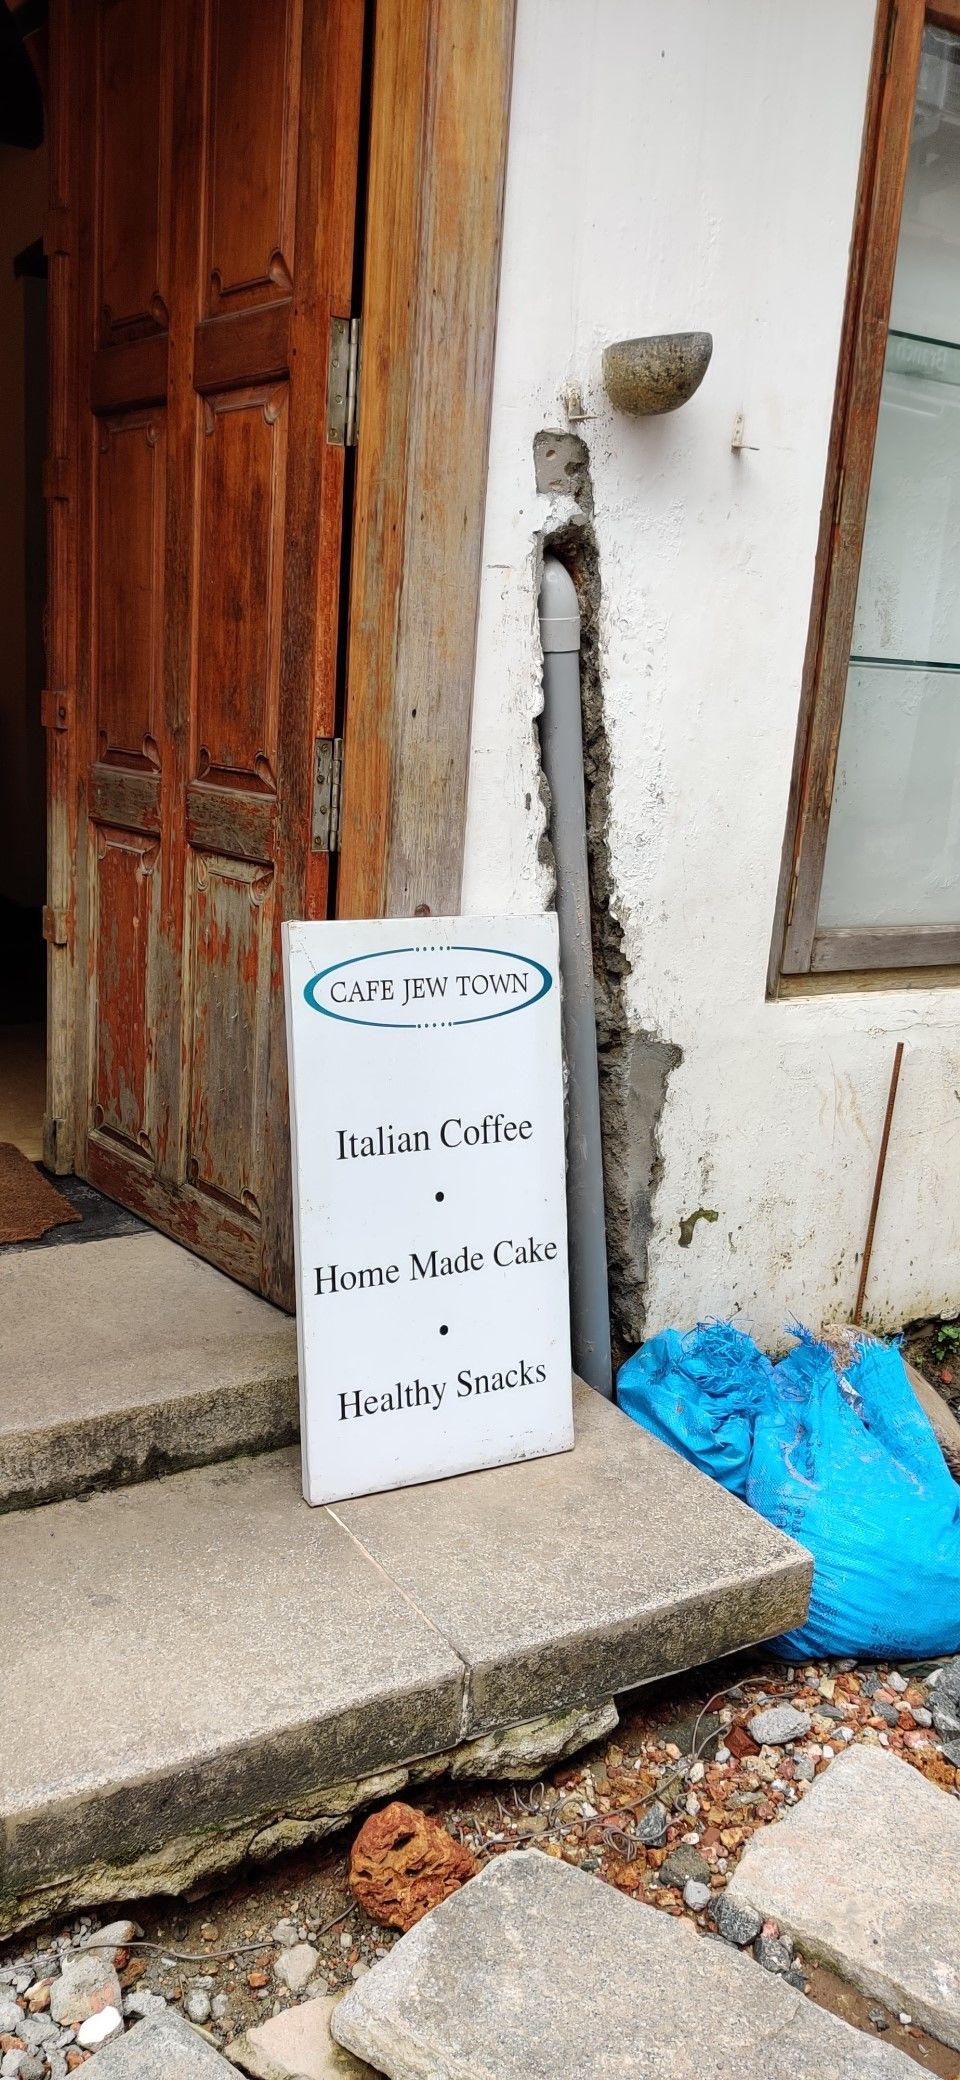 CAFE JEW TOWN
Italian Coffee
•
Home Made Cake
•
Healthy Snacks